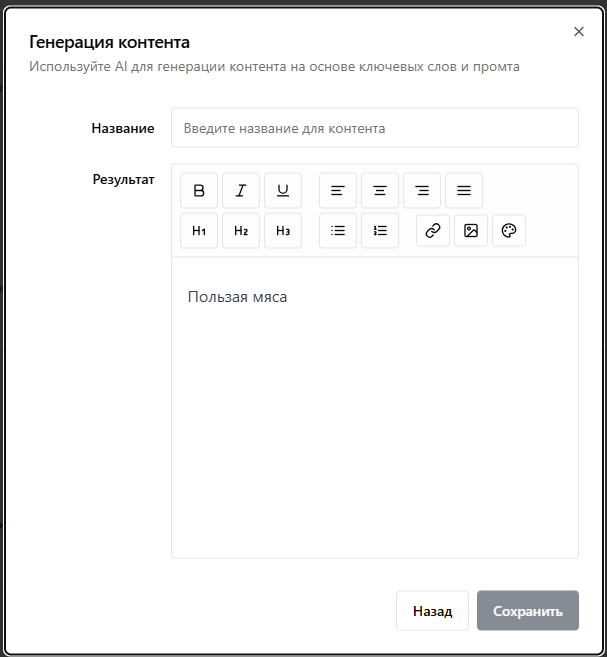 Генерация контента
Используйте AI для генерации контента на основе ключевых слов и промта
Название
Введите название для контента
Результат
B I U
H1 H2 H3
Пользая мяса
Назад Сохранить